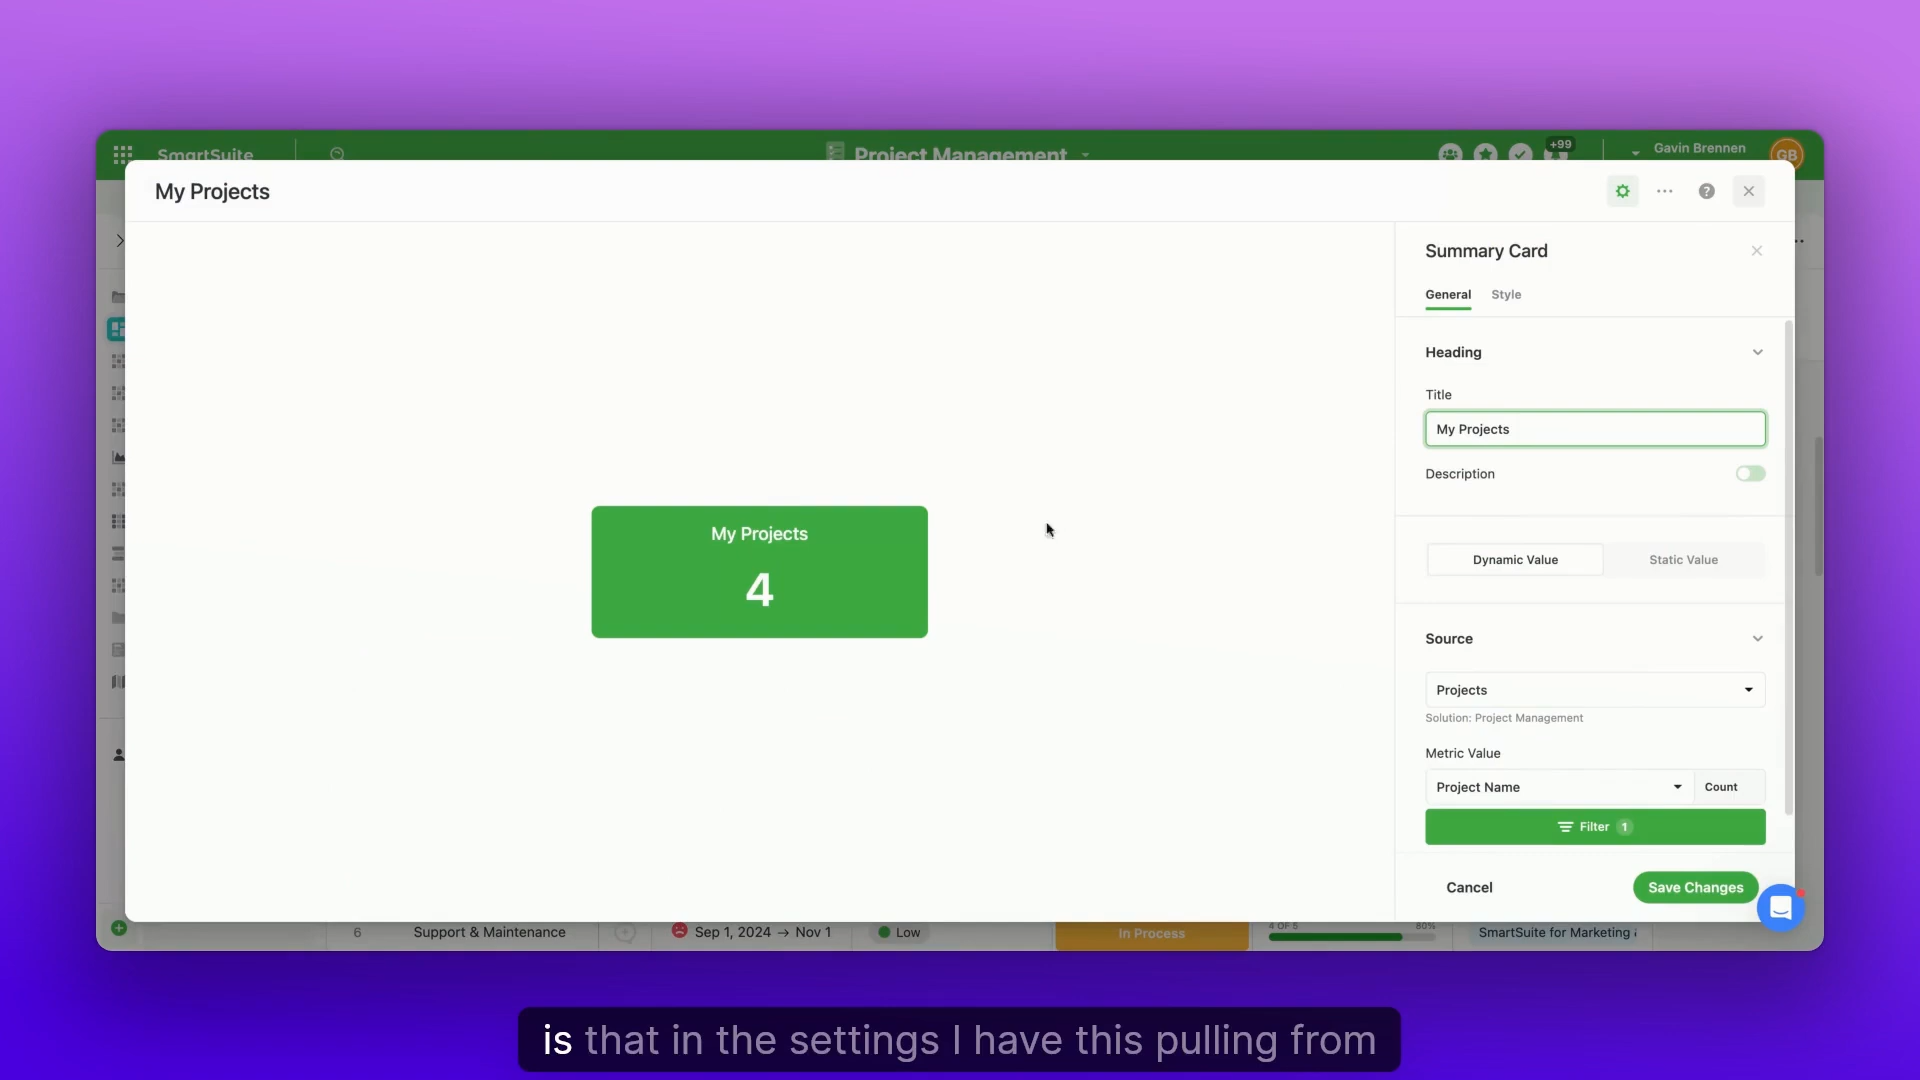 SmartSuite
Project Management
+99
Gavin Brennen
GB
My Projects
Summary Card
General Style
Heading
Title
My Projects
Description
My Projects
4
Dynamic Value Static Value
Source
Projects
Solution: Project Management
Metric Value
Project Name Count
Filter 1
Cancel Save Changes
6 Support & Maintenance Sep 1, 2024 → Nov 1 Low In Process 4 OF 5 80% SmartSuite for Marketing
is that in the settings I have this pulling from